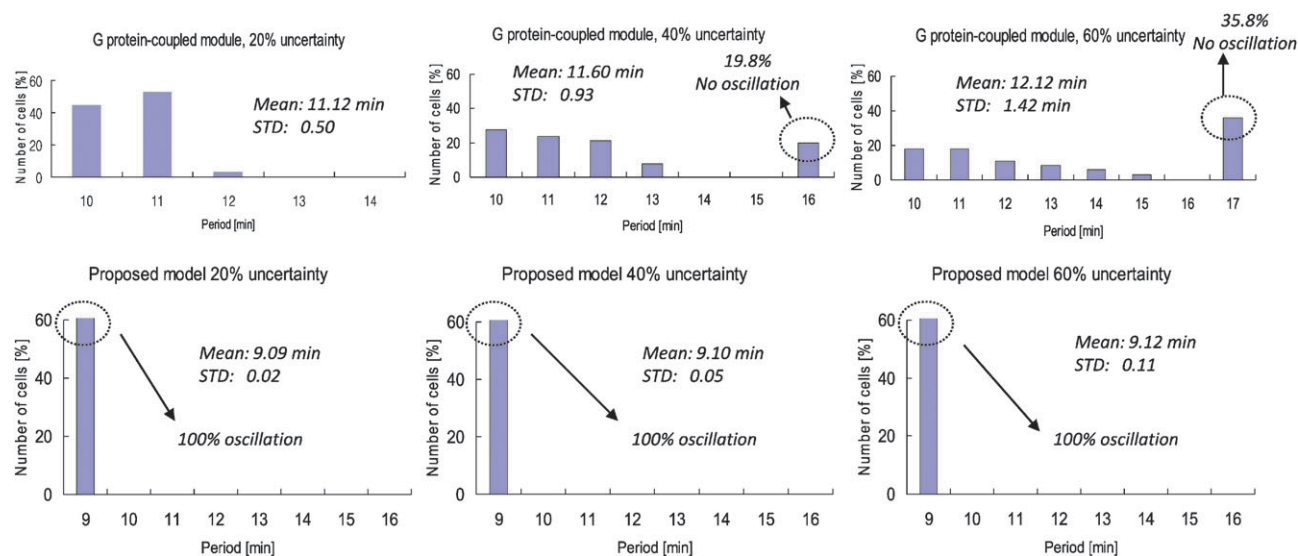 G protein-coupled module, 20% uncertainty
Number of cells [%]
60
40
20
0
Mean: 11.12 min
STD: 0.50
10 11 12 13 14
Period [min]
G protein-coupled module, 40% uncertainty
Number of cells [%]
60
40
20
0
Mean: 11.60 min
STD: 0.93
19.8%
No oscillation
10 11 12 13 14 15 16
Period [min]
G protein-coupled module, 60% uncertainty
Number of cells [%]
60
40
20
0
Mean: 12.12 min
STD: 1.42 min
35.8%
No oscillation
10 11 12 13 14 15 16 17
Period [min]
Proposed model 20% uncertainty
Number of cells [%]
60
40
20
0
Mean: 9.09 min
STD: 0.02
100% oscillation
9 10 11 12 13 14 15 16
Period [min]
Proposed model 40% uncertainty
Number of cells [%]
60
40
20
0
Mean: 9.10 min
STD: 0.05
100% oscillation
9 10 11 12 13 14 15 16
Period [min]
Proposed model 60% uncertainty
Number of cells [%]
60
40
20
0
Mean: 9.12 min
STD: 0.11
100% oscillation
9 10 11 12 13 14 15 16
Period [min]